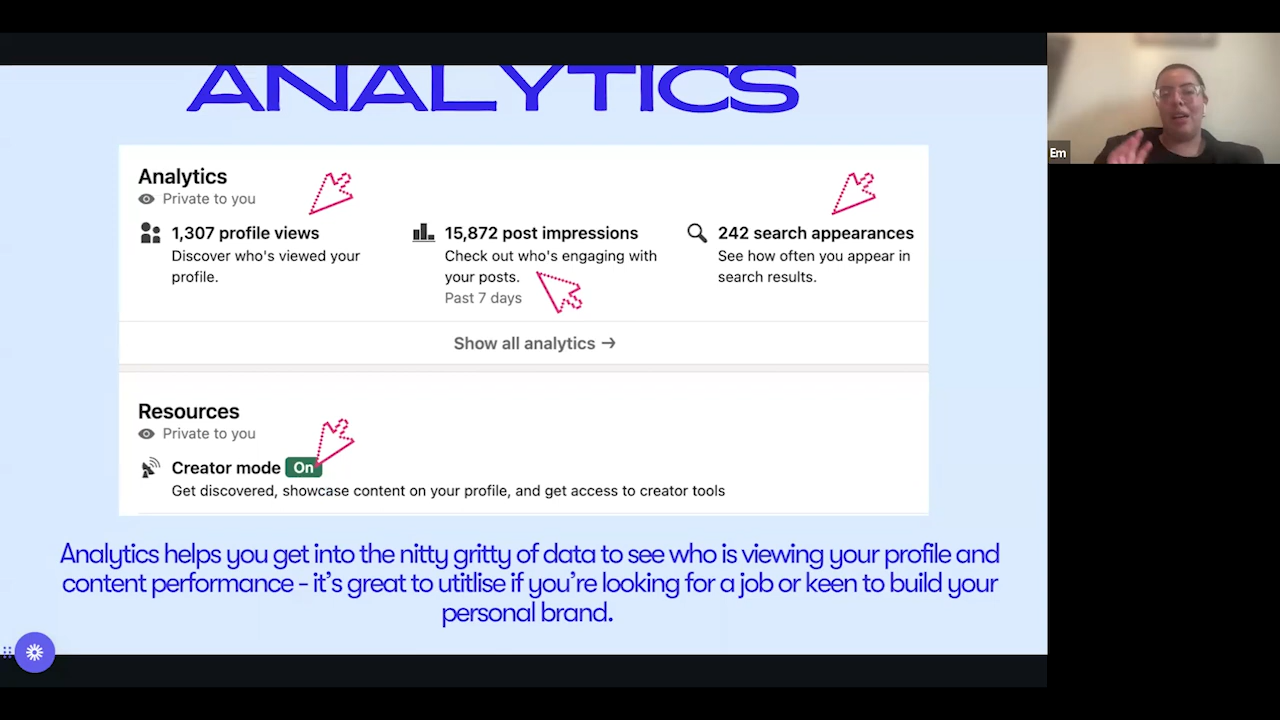 ANALYTICS
Em
Analytics
Private to you
1,307 profile views
Discover who's viewed your
profile.
15,872 post impressions
Check out who's engaging with
your posts.
Past 7 days
242 search appearances
See how often you appear in
search results.
Show all analytics →
Resources
Private to you
Creator mode On
Get discovered, showcase content on your profile, and get access to creator tools
Analytics helps you get into the nitty gritty of data to see who is viewing your profile and
content performance - it's great to utitlise if you're looking for a job or keen to build your
personal brand.